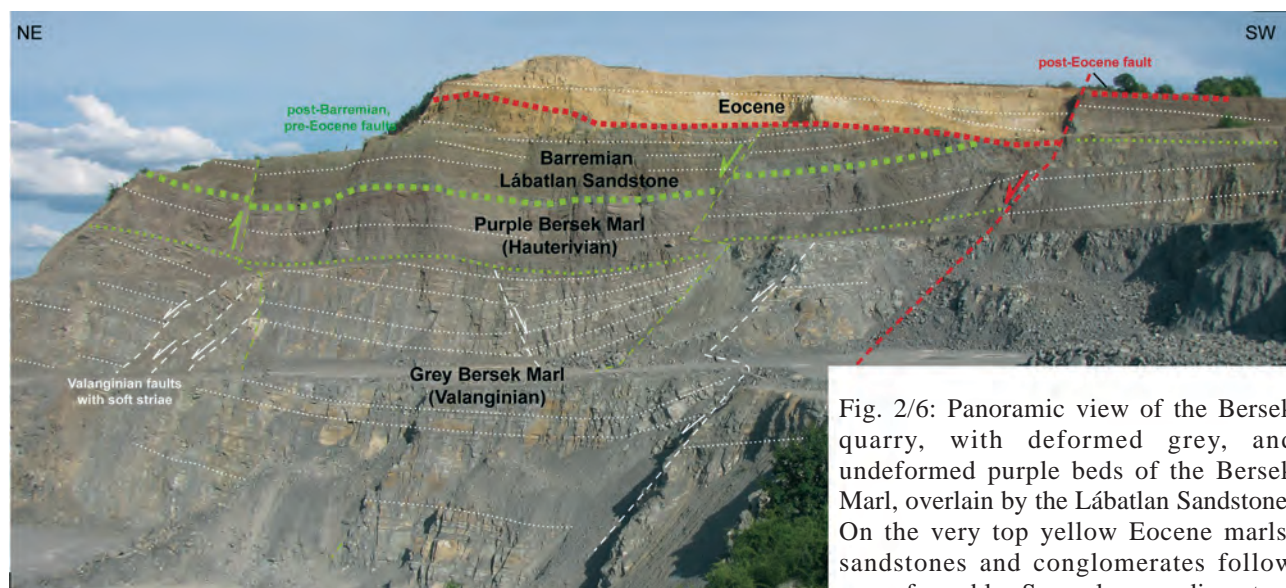 NE
SW
post-Eocene fault
Eocene
post-Barremian,
pre-Eocene faults
Barremian
Lábatlan Sandstone
Purple Bersek Marl
(Hauterivian)
Valanginian faults
with soft striae
Grey Bersek Marl
(Valanginian)
Fig. 2/6: Panoramic view of the Bersek
quarry, with deformed grey, and
undeformed purple beds of the Bersek
Marl, overlain by the Lábatlan Sandstone
On the very top yellow Eocene marls
sandstones and conglomerates follow